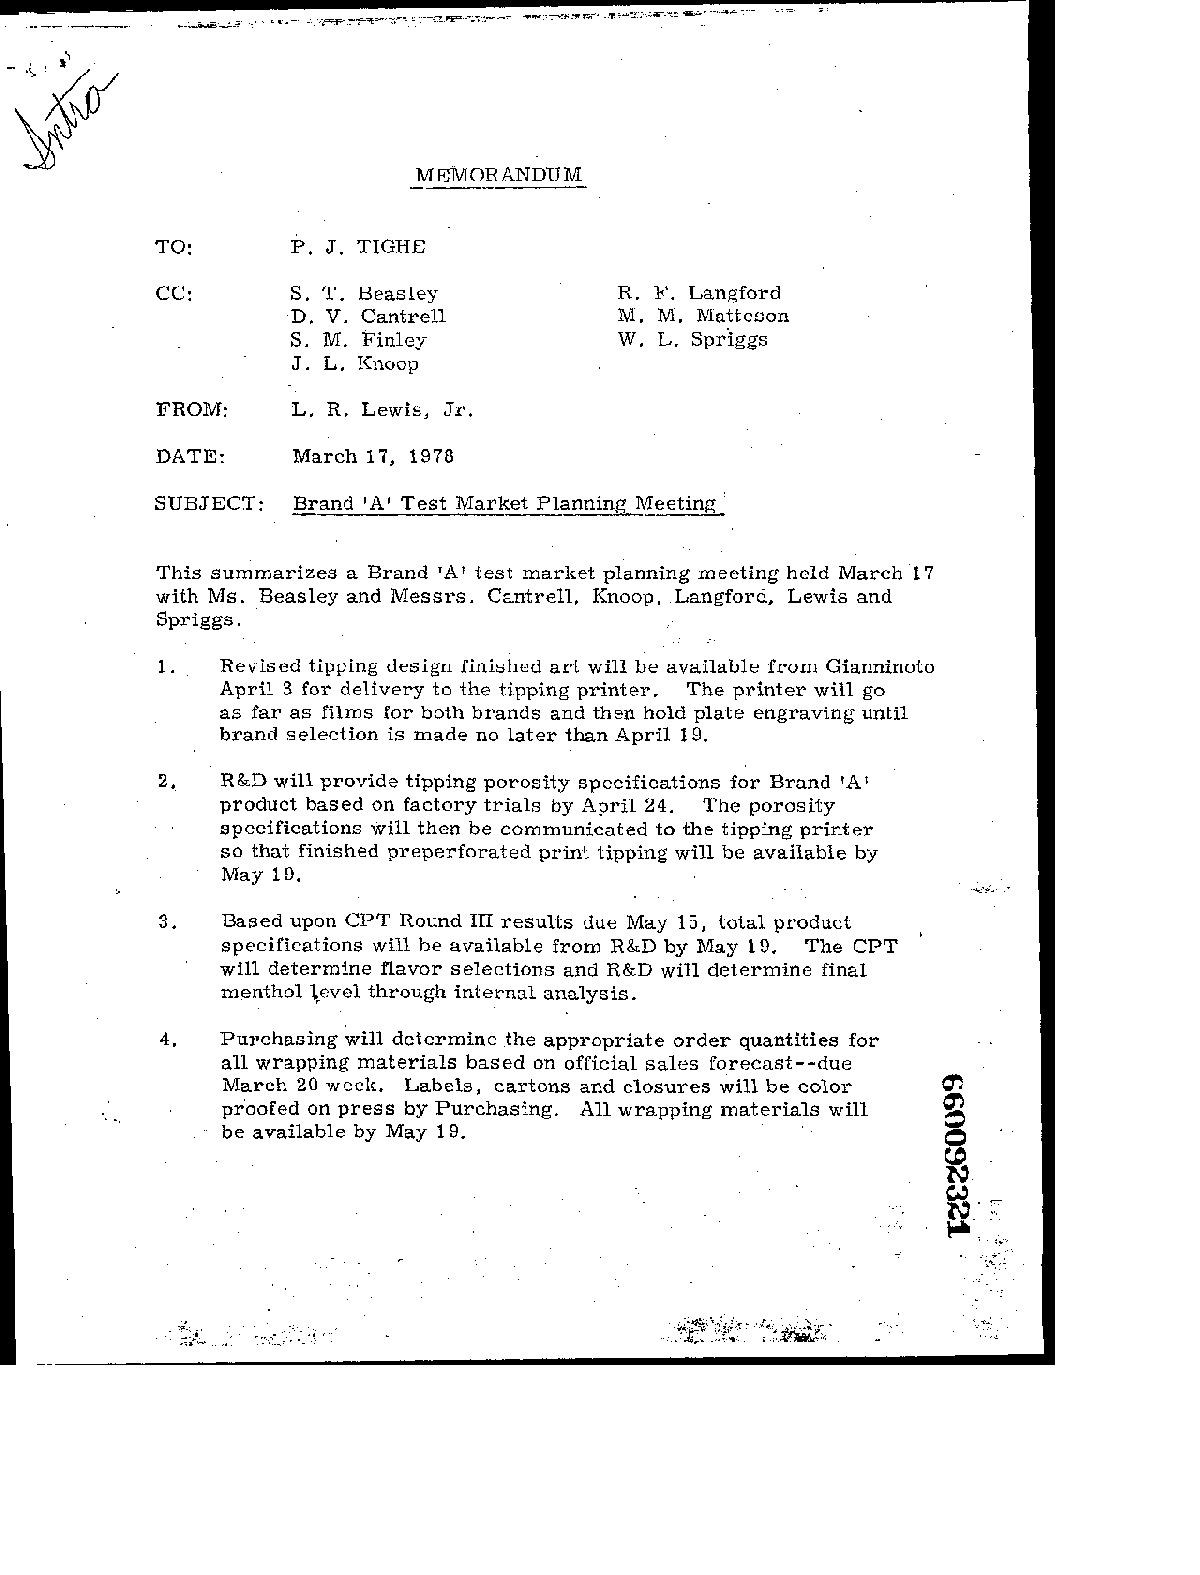 Intro
MEMORANDUM
TO: P. J. TIGHE
CC: S. T. Beasley R. F. Langford
D. V. Cantrell M. M. Matteson
S. M. Finley W. L. Spriggs
J. L. Knoop
FROM: L. R. Lewis, Jr.
DATE: March 17, 1978
SUBJECT: Brand 'A' Test Market Planning Meeting
This summarizes a Brand 'A' test market planning meeting held March 17
with Ms. Beasley and Messrs. Cantrell, Knoop, Langford, Lewis and
Spriggs.
1. Revised tipping design finished art will be available from Gianninoto
April 3 for delivery to the tipping printer. The printer will go
as far as films for both brands and then hold plate engraving until
brand selection is made no later than April 19.
2. R&D will provide tipping porosity specifications for Brand 'A'
product based on factory trials by April 24. The porosity
specifications will then be communicated to the tipping printer
so that finished preperforated print tipping will be available by
May 19.
3. Based upon CPT Round III results due May 15, total product
specifications will be available from R&D by May 19. The CPT
will determine flavor selections and R&D will determine final
menthol level through internal analysis.
4. Purchasing will determine the appropriate order quantities for
all wrapping materials based on official sales forecast--due
March 20 week. Labels, cartons and closures will be color
proofed on press by Purchasing. All wrapping materials will
be available by May 19.
660092321